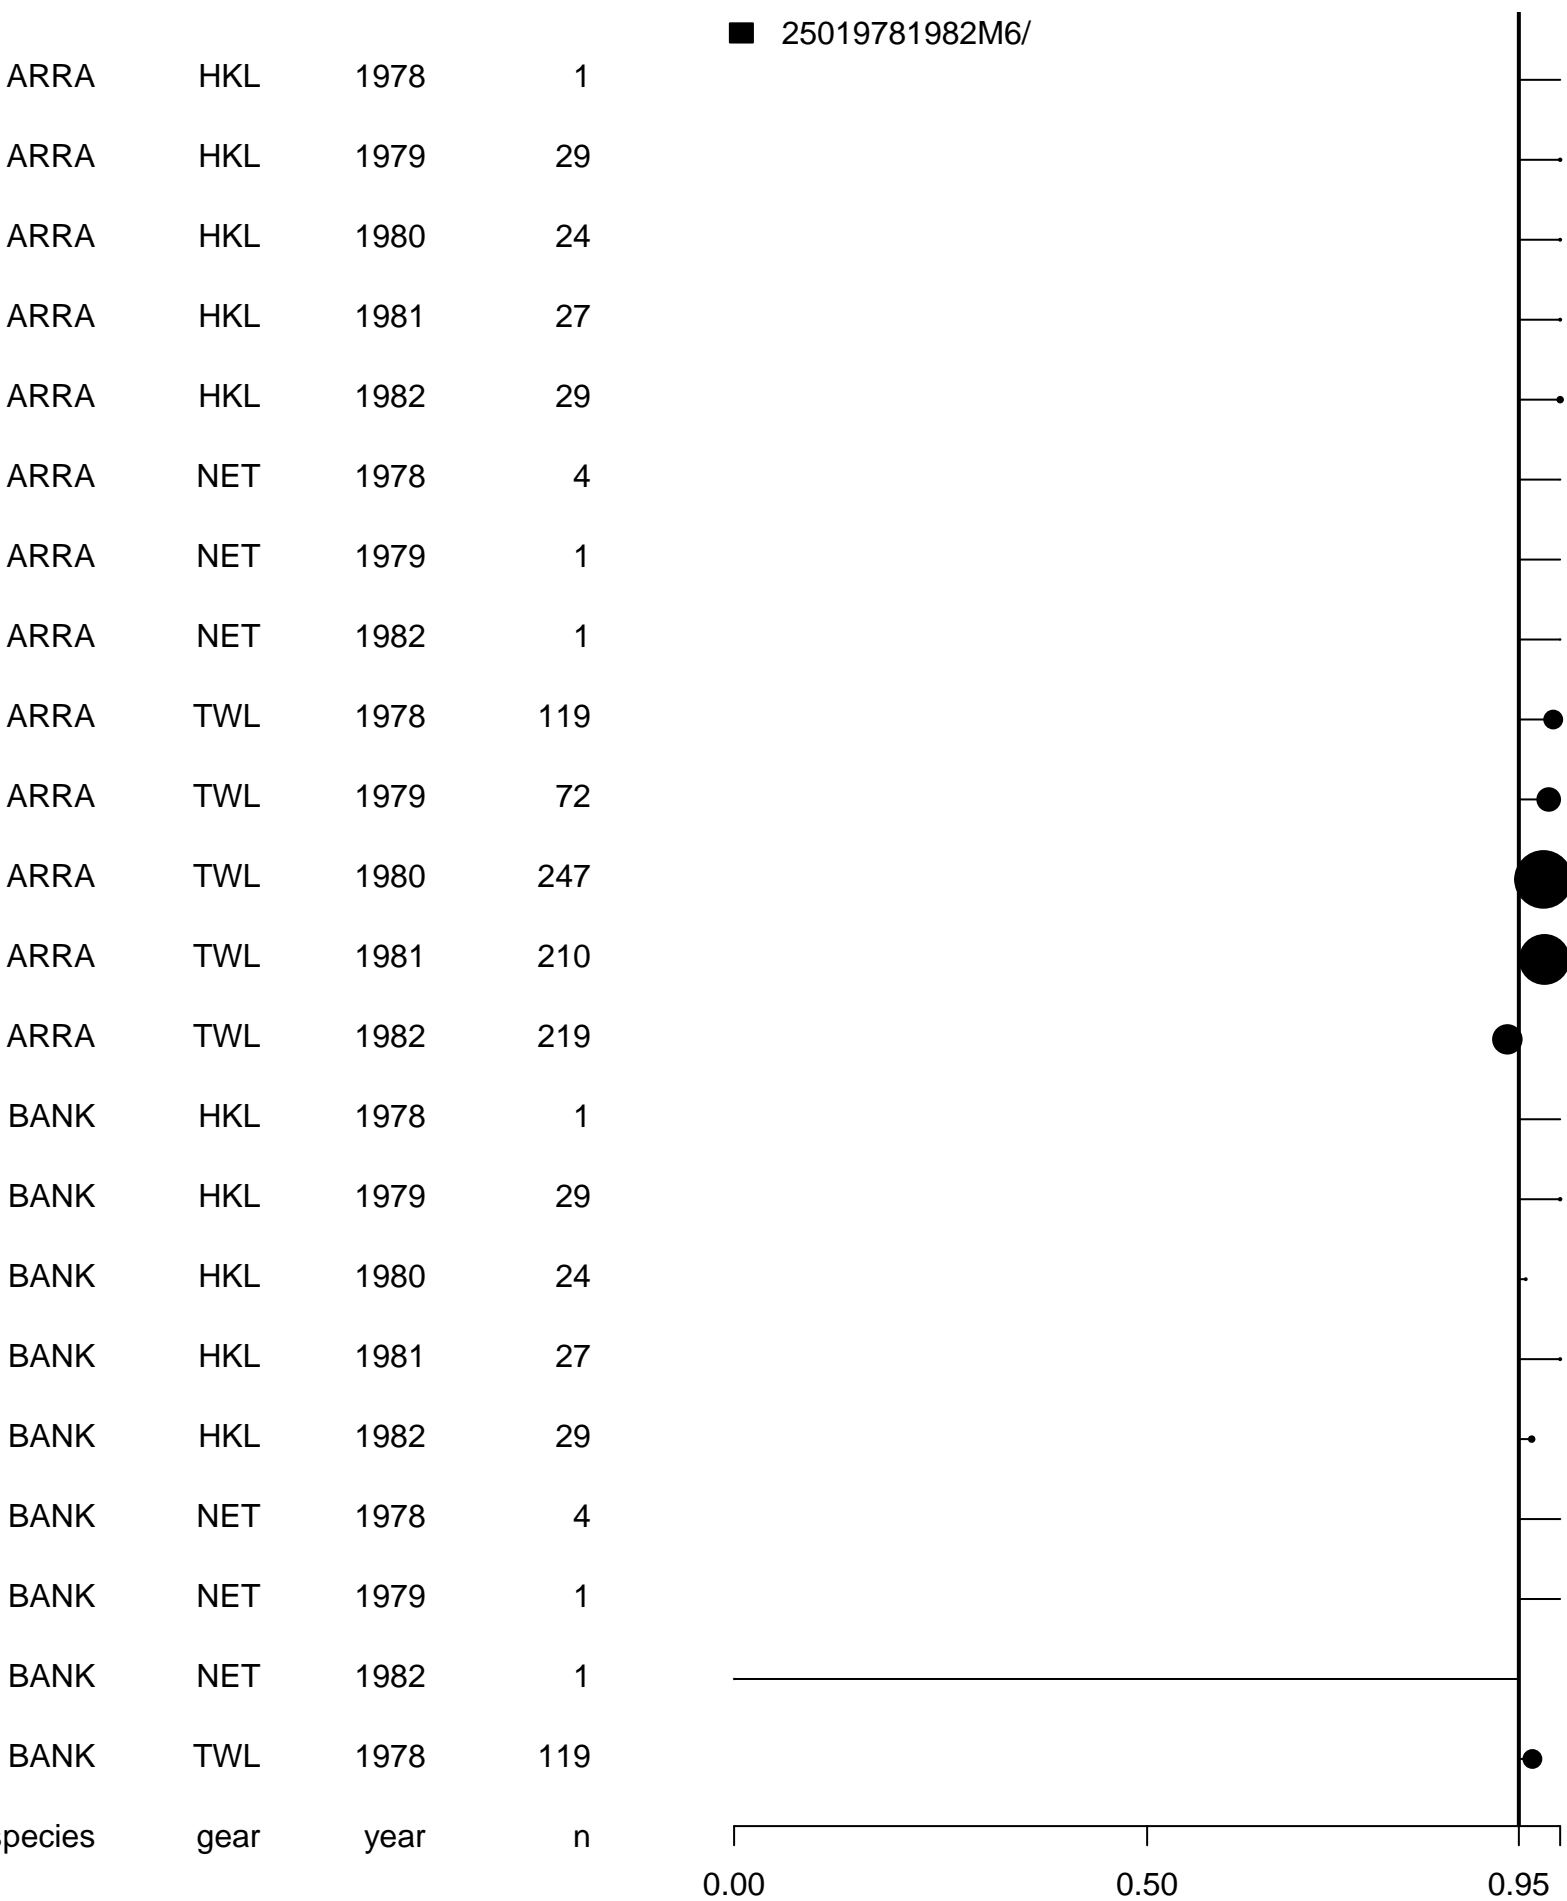 25019781982M6/
ARRA HKL 1978 1
ARRA HKL 1979 29
ARRA HKL 1980 24
ARRA HKL 1981 27
ARRA HKL 1982 29
ARRA NET 1978 4
ARRA NET 1979 1
ARRA NET 1982 1
ARRA TWL 1978 119
ARRA TWL 1979 72
ARRA TWL 1980 247
ARRA TWL 1981 210
ARRA TWL 1982 219
BANK HKL 1978 1
BANK HKL 1979 29
BANK HKL 1980 24
BANK HKL 1981 27
BANK HKL 1982 29
BANK NET 1978 4
BANK NET 1979 1
BANK NET 1982 1
BANK TWL 1978 119
pecies gear year n
0.00 0.50 0.95